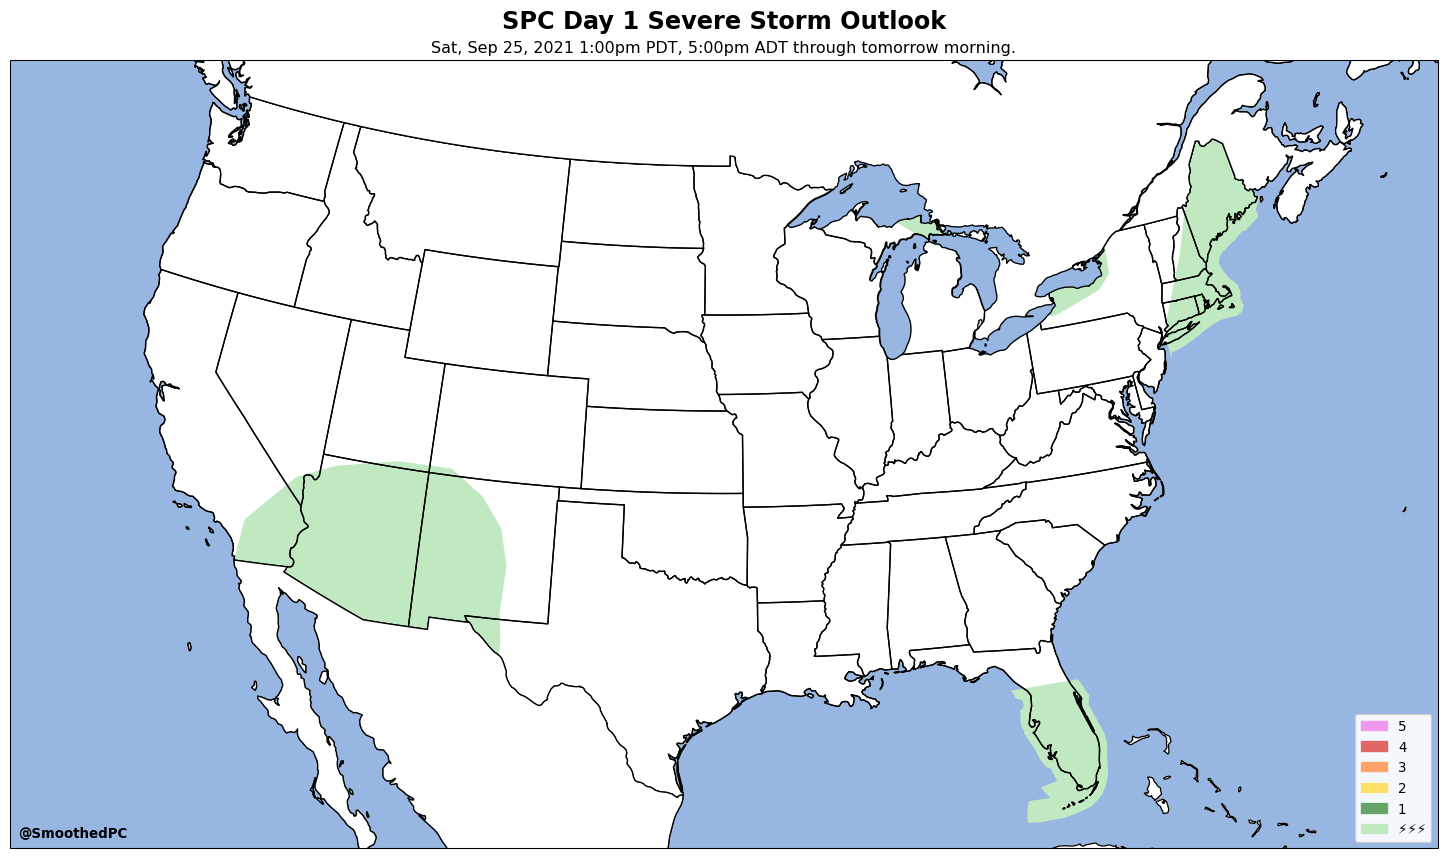 SPC Day 1 Severe Storm Outlook
Sat, Sep 25, 2021 1:00pm PDT, 5:00pm ADT through tomorrow morning.
5
4
3
2
1
⚡⚡⚡
@SmoothedPC